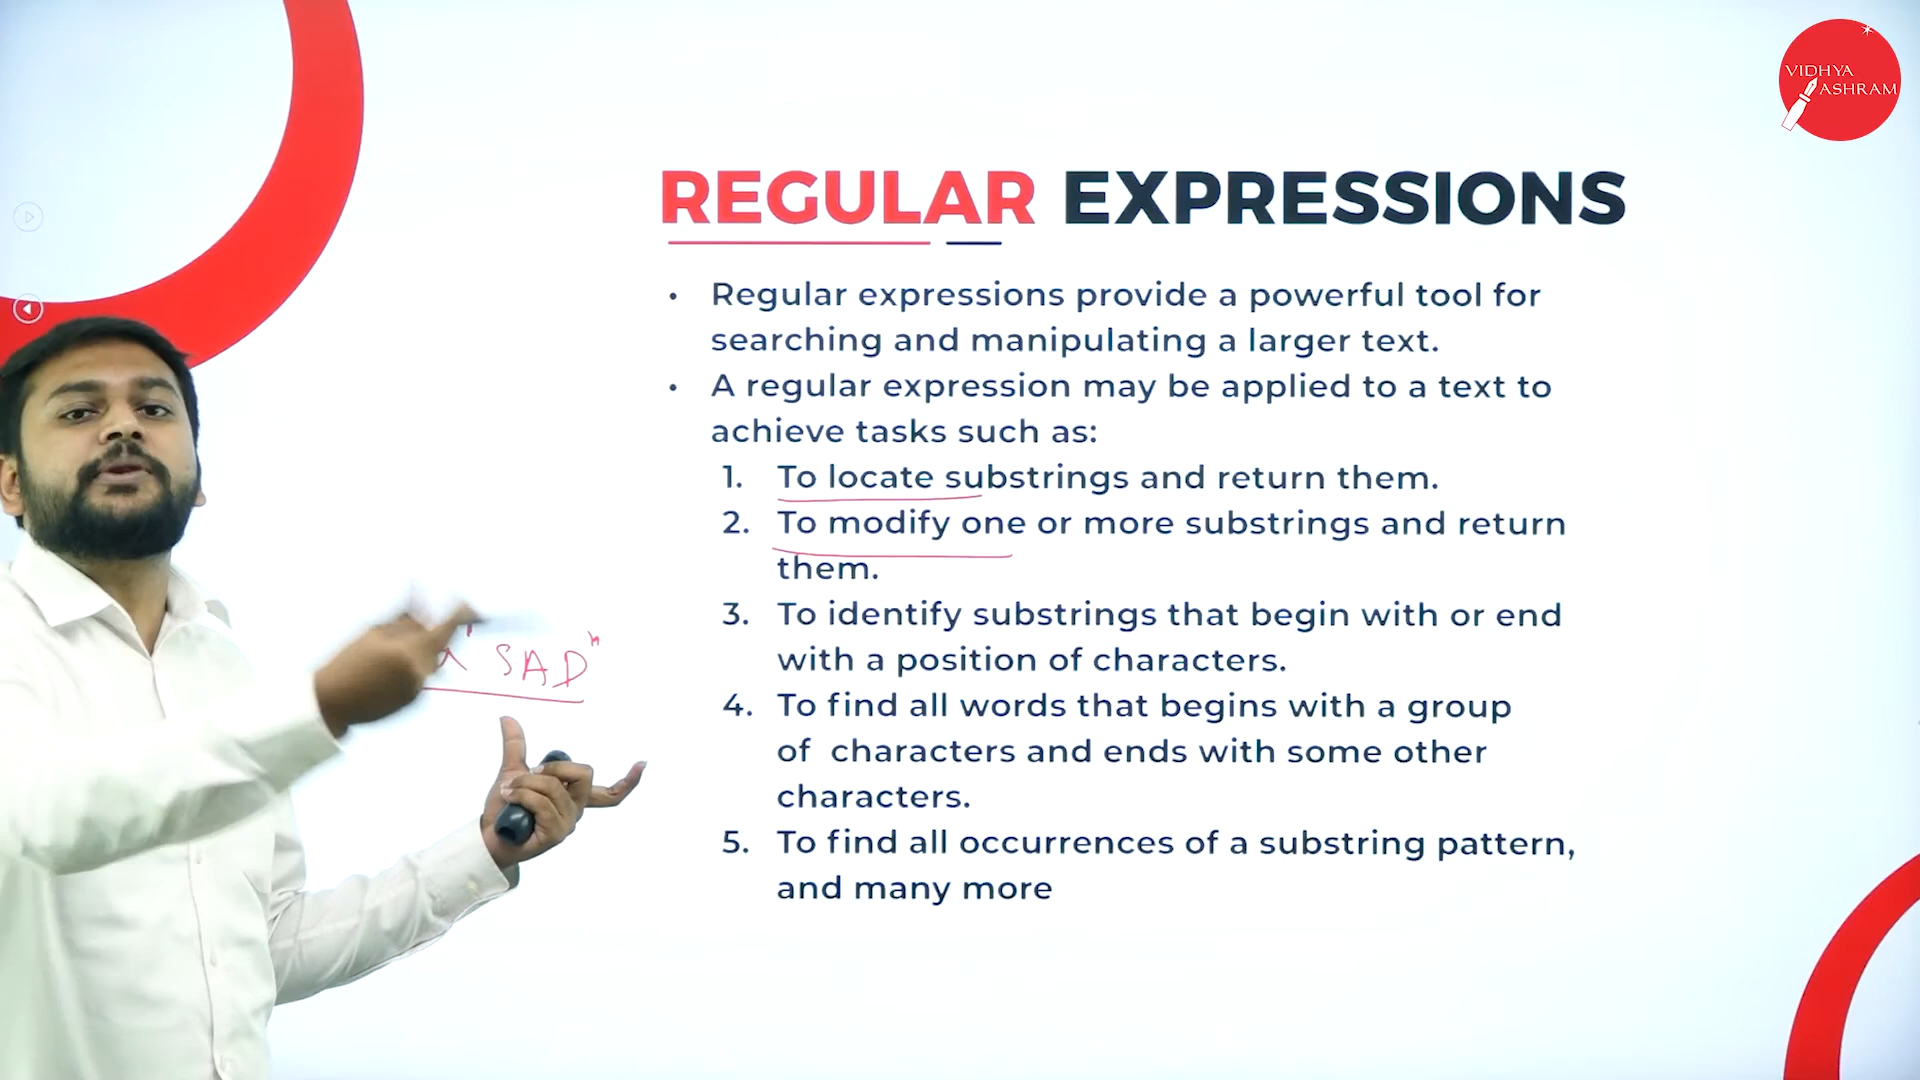 VIDHYA
ASHRAM
REGULAR EXPRESSIONS
• Regular expressions provide a powerful tool for
searching and manipulating a larger text.
• A regular expression may be applied to a text to
achieve tasks such as:
1. To locate substrings and return them.
2. To modify one or more substrings and return
them.
3. To identify substrings that begin with or end
with a position of characters.
4. To find all words that begins with a group
of characters and ends with some other
characters.
5. To find all occurrences of a substring pattern,
and many more
SAD"